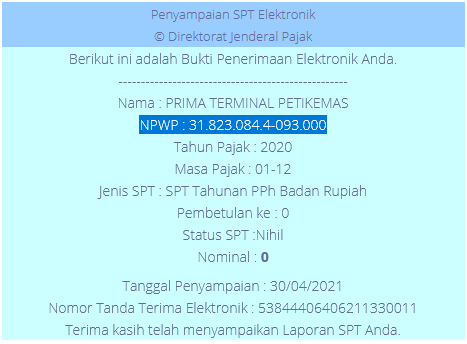 Penyampaian SPT Elektronik
© Direktorat Jenderal Pajak
Berikut ini adalah Bukti Penerimaan Elektronik Anda.
---------------------------------------------------
Nama : PRIMA TERMINAL PETIKEMAS
NPWP : 31.823.084.4-093.000
Tahun Pajak : 2020
Masa Pajak : 01-12
Jenis SPT : SPT Tahunan PPh Badan Rupiah
Pembetulan ke : 0
Status SPT :Nihil
Nominal : 0
Tanggal Penyampaian : 30/04/2021
Nomor Tanda Terima Elektronik : 53844406406211330011
Terima kasih telah menyampaikan Laporan SPT Anda.